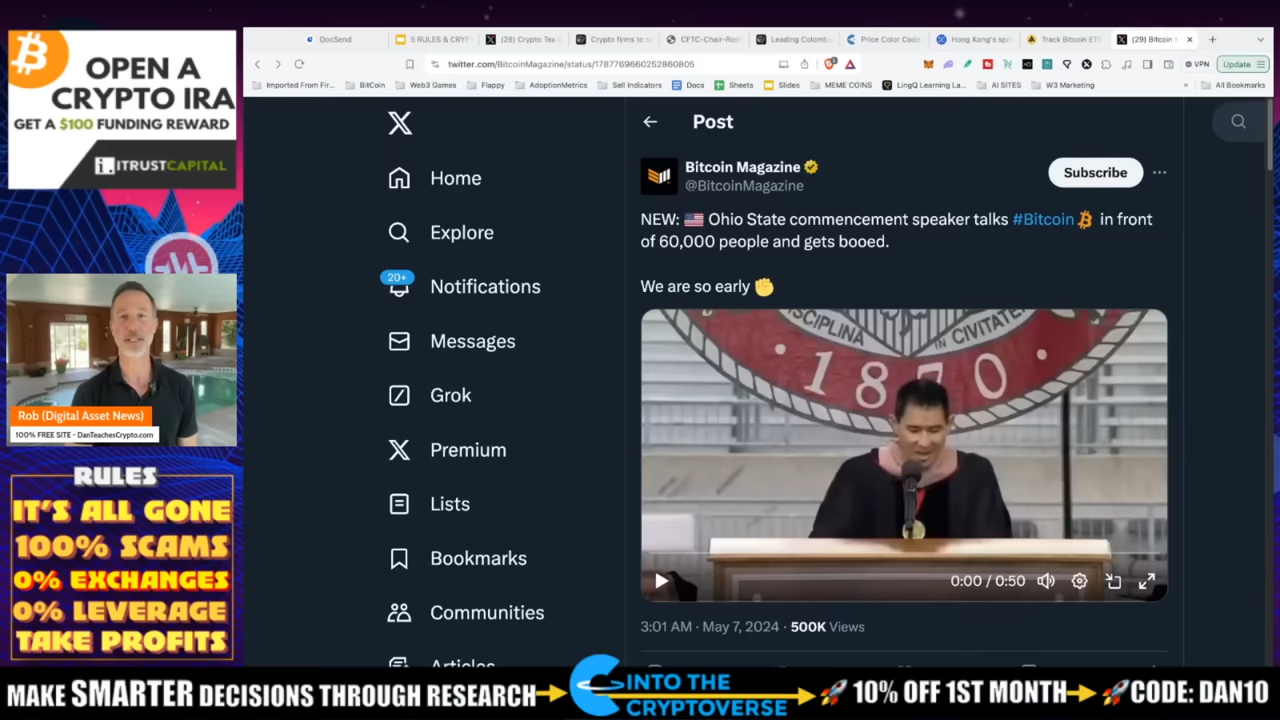 OPEN A
CRYPTO IRA
GET A $100 FUNDING REWARD
ITRUSTCAPITAL
Rob (Digital Asset News)
100% FREE SITE - DanTeachesCrypto.com
RULES
IT'S ALL GONE
100% SCAMS
0% EXCHANGES
0% LEVERAGE
TAKE PROFITS
DocSend
5 RULES & CRY
(28) Crypto Tea
Crypto firms to s
CFTC-Chair-Ros
Leading Colomb
Price Color Code
Hong Kong's sp
Track Bitcoin ET
(29) Bitcoin
twitter.com/BitcoinMagazine/status/1787769660252860805
VPN
Update
Imported From Fir...
BitCoin
Web3 Games
Flappy
AdoptionMetrics
Sell Indicators
Docs
Sheets
Slides
MEME COINS
LingQ Learning La...
AI SITES
W3 Marketing
All Bookmarks
Home
Explore
20+
Notifications
Messages
Grok
Premium
Lists
Bookmarks
Communities
Articles
Post
Bitcoin Magazine
@BitcoinMagazine
Subscribe
NEW: 🇺🇸 Ohio State commencement speaker talks #Bitcoin in front
of 60,000 people and gets booed.
We are so early ✊
DISCIPLINA
IN CIVITATE
1870
0:00 / 0:50
3:01 AM · May 7, 2024 · 500K Views
MAKE SMARTER DECISIONS THROUGH RESEARCH
INTO THE
CRYPTOVERSE
🚀 10% OFF 1ST MONTH
🚀CODE: DAN10